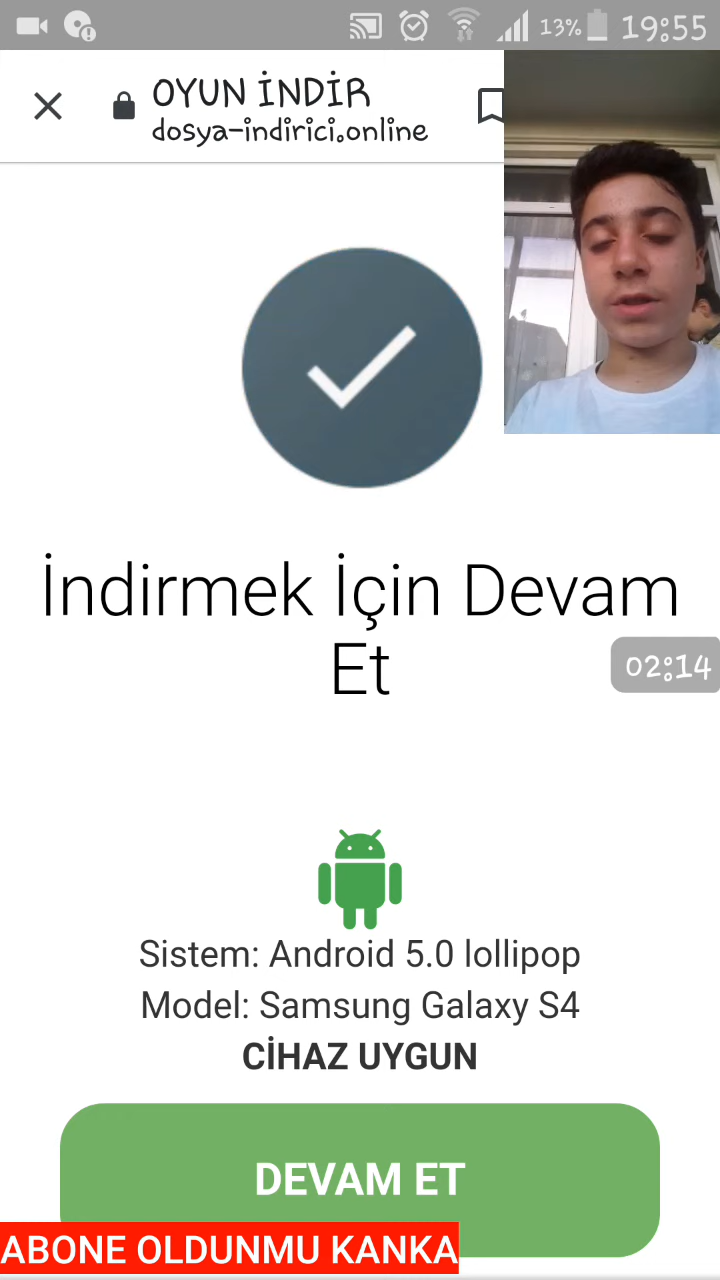 13% 19:55
OYUN İNDİR
dosya-indirici.online
İndirmek İçin Devam
Et
02:14
Sistem: Android 5.0 lollipop
Model: Samsung Galaxy S4
CİHAZ UYGUN
DEVAM ET
ABONE OLDUNMU KANKA